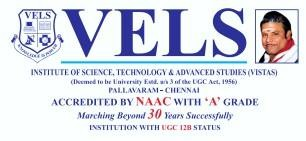 VELS
INSTITUTE OF SCIENCE, TECHNOLOGY & ADVANCED STUDIES (VISTAS)
(Deemed to be University Estd. u/s 3 of the UGC Act, 1956)
PALLAVARAM - CHENNAI
ACCREDITED BY NAAC WITH ‘A’ GRADE
Marching Beyond 30 Years Successfully
INSTITUTION WITH UGC 12B STATUS